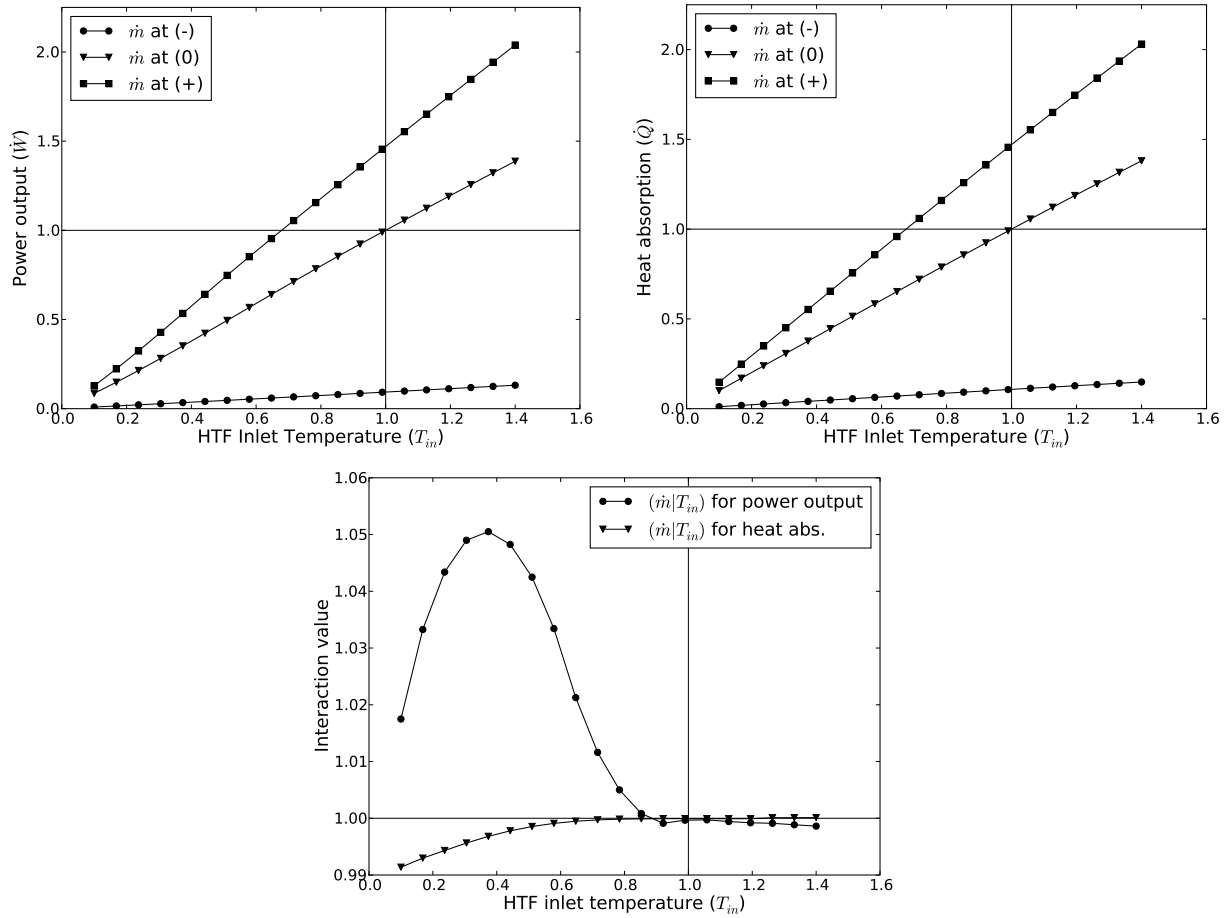 ṁ at (-)
ṁ at (0)
ṁ at (+)
Power output (Ẇ)
2.0
1.5
1.0
0.5
0.0
0.0 0.2 0.4 0.6 0.8 1.0 1.2 1.4 1.6
HTF Inlet Temperature (T_in)
ṁ at (-)
ṁ at (0)
ṁ at (+)
Heat absorption (Q̇)
2.0
1.5
1.0
0.5
0.0
0.0 0.2 0.4 0.6 0.8 1.0 1.2 1.4 1.6
HTF Inlet Temperature (T_in)
(ṁ|T_in) for power output
(ṁ|T_in) for heat abs.
Interaction value
1.06
1.05
1.04
1.03
1.02
1.01
1.00
0.99
0.0 0.2 0.4 0.6 0.8 1.0 1.2 1.4 1.6
HTF inlet temperature (T_in)